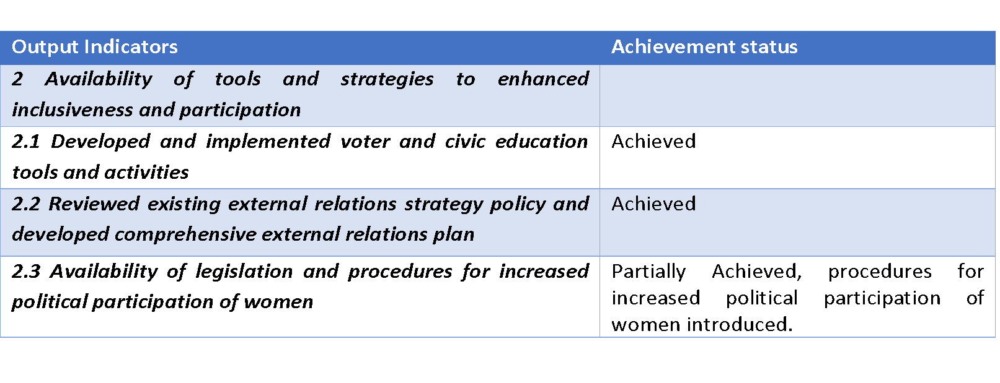 Output Indicators
Achievement status
2 Availability of tools and strategies to enhanced
inclusiveness and participation
2.1 Developed and implemented voter and civic education
tools and activities
Achieved
2.2 Reviewed existing external relations strategy policy and
developed comprehensive external relations plan
Achieved
2.3 Availability of legislation and procedures for increased
political participation of women
Partially Achieved, procedures for
increased political participation of
women introduced.